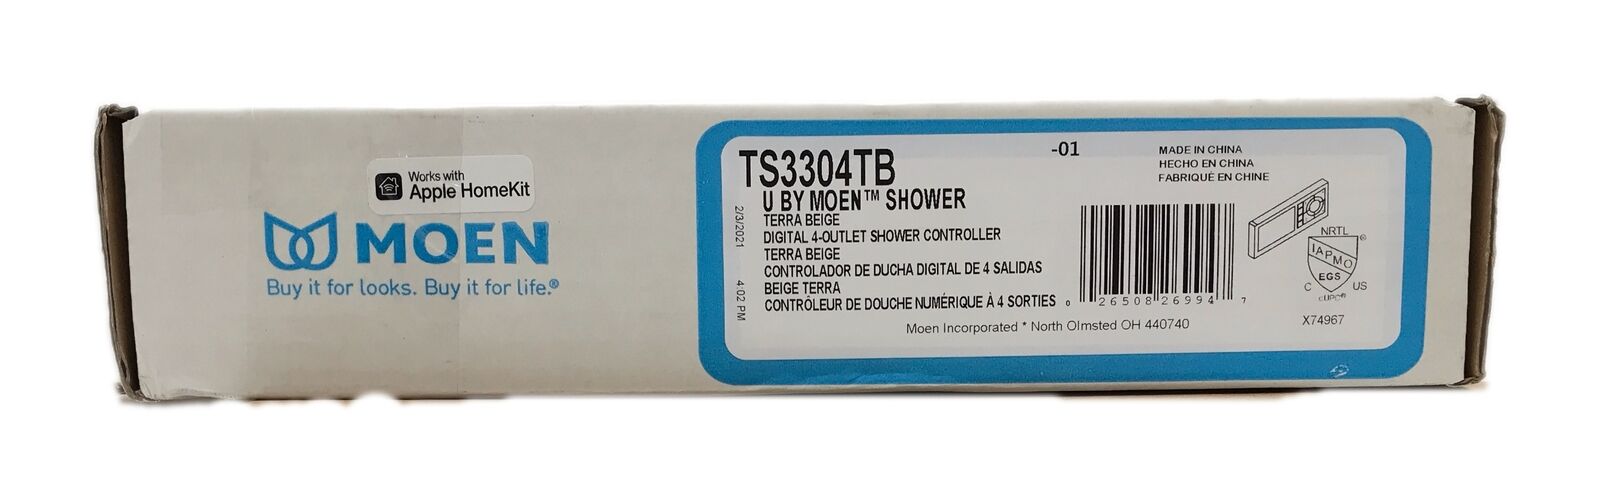 Works with
Apple HomeKit
MOEN
Buy it for looks. Buy it for life.®
TS3304TB
-01
U BY MOEN™ SHOWER
TERRA BEIGE
DIGITAL 4-OUTLET SHOWER CONTROLLER
TERRA BEIGE
CONTROLADOR DE DUCHA DIGITAL DE 4 SALIDAS
BEIGE TERRA
CONTRÔLEUR DE DOUCHE NUMÉRIQUE À 4 SORTIES
Moen Incorporated * North Olmsted OH 440740
2/3/2021 4:02 PM
MADE IN CHINA
HECHO EN CHINA
FABRIQUÉ EN CHINE
0 26508 26994 7
NRTL
®
IAPMO
EGS
C US
cUPC®
X74967